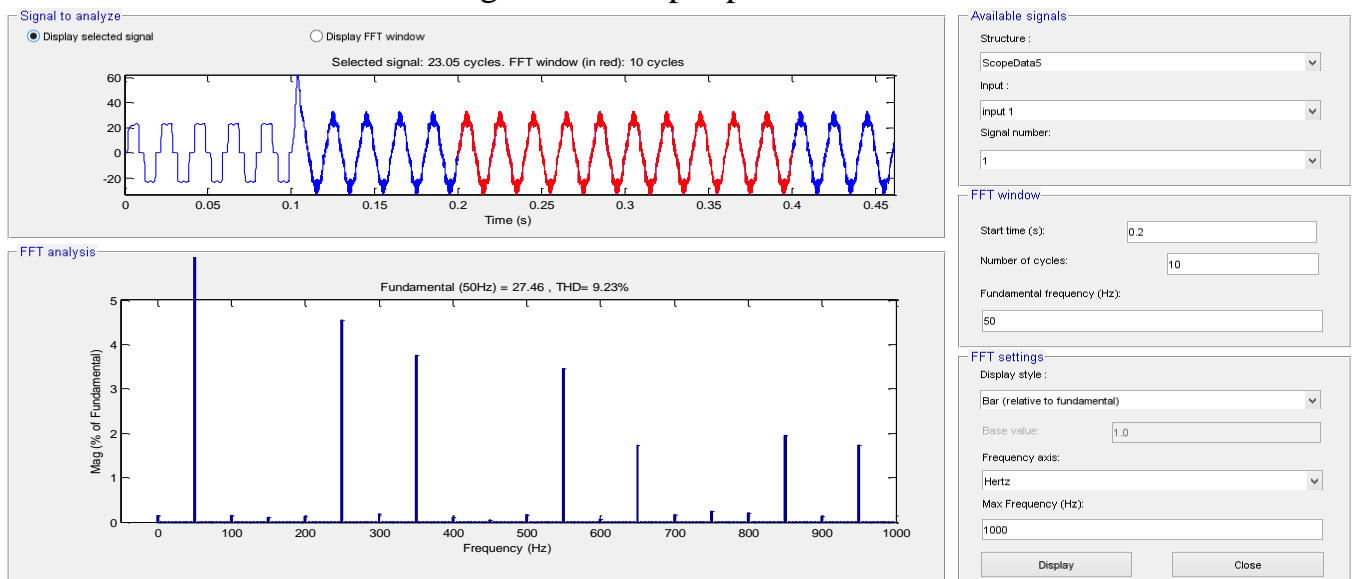 Signal to analyze
Display selected signal
Display FFT window
Selected signal: 23.05 cycles. FFT window (in red): 10 cycles
60
40
20
0
-20
0 0.05 0.1 0.15 0.2 0.25 0.3 0.35 0.4 0.45
Time (s)
FFT analysis
Fundamental (50Hz) = 27.46 , THD= 9.23%
Mag (% of Fundamental)
5
4
3
2
1
0
0 100 200 300 400 500 600 700 800 900 1000
Frequency (Hz)
Available signals
Structure :
ScopeData5
Input :
input 1
Signal number:
1
FFT window
Start time (s):
0.2
Number of cycles:
10
Fundamental frequency (Hz):
50
FFT settings
Display style :
Bar (relative to fundamental)
Base value:
1.0
Frequency axis:
Hertz
Max Frequency (Hz):
1000
Display
Close